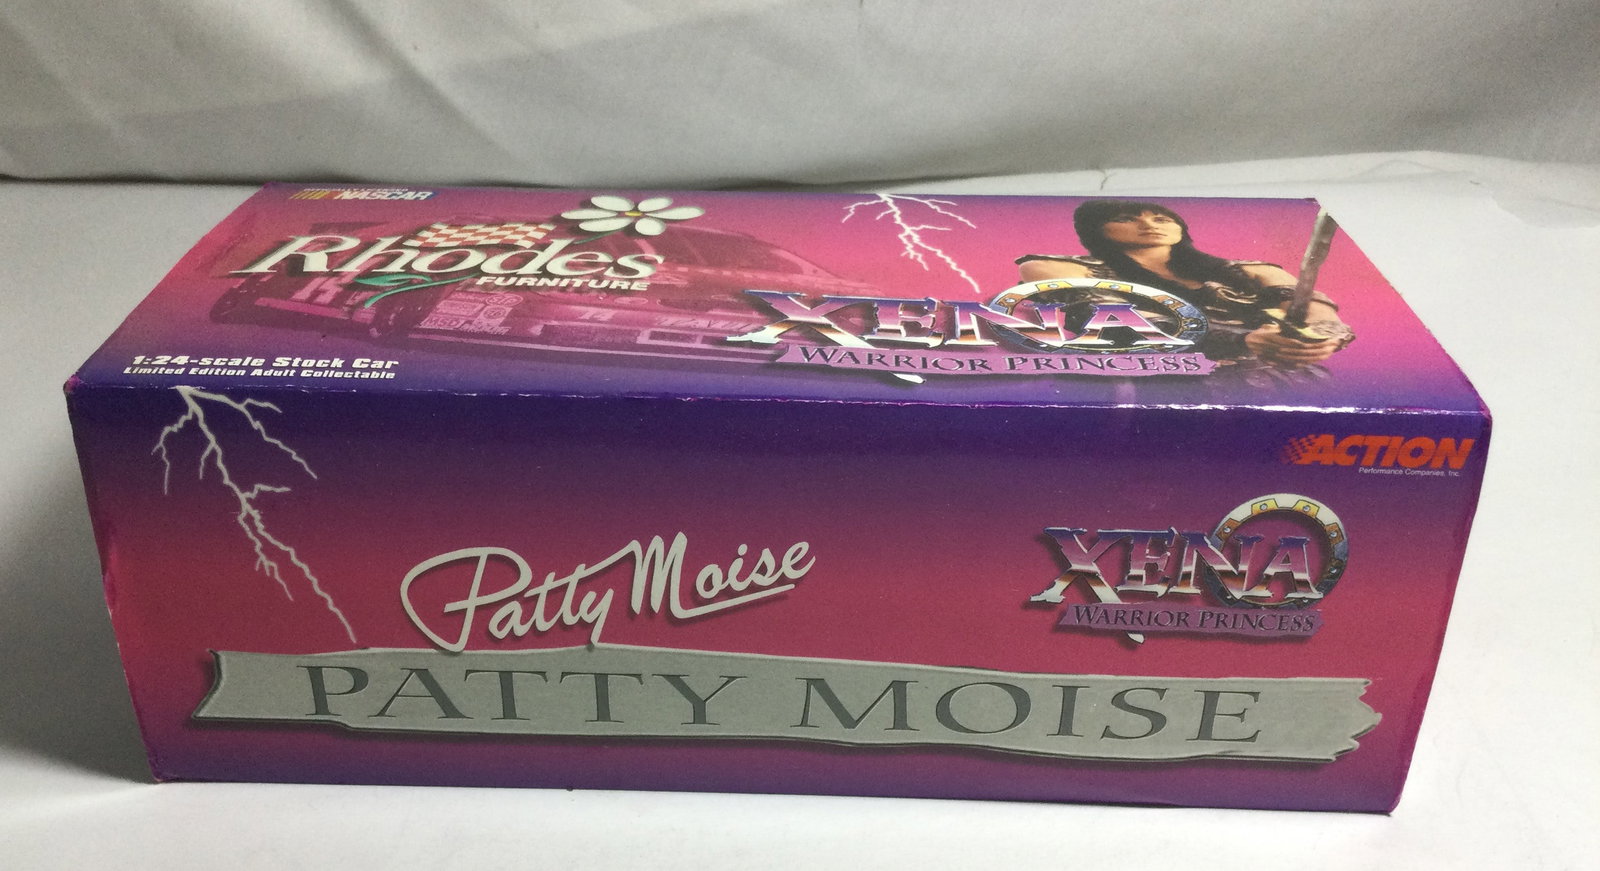 NASCAR
Rhodes
FURNITURE
1:24-scale Stock Car
Limited Edition Adult Collectable
XENA
WARRIOR PRINCESS
ACTION
Performance Companies, Inc.
Patty Moise
XENA
WARRIOR PRINCESS
PATTY MOISE